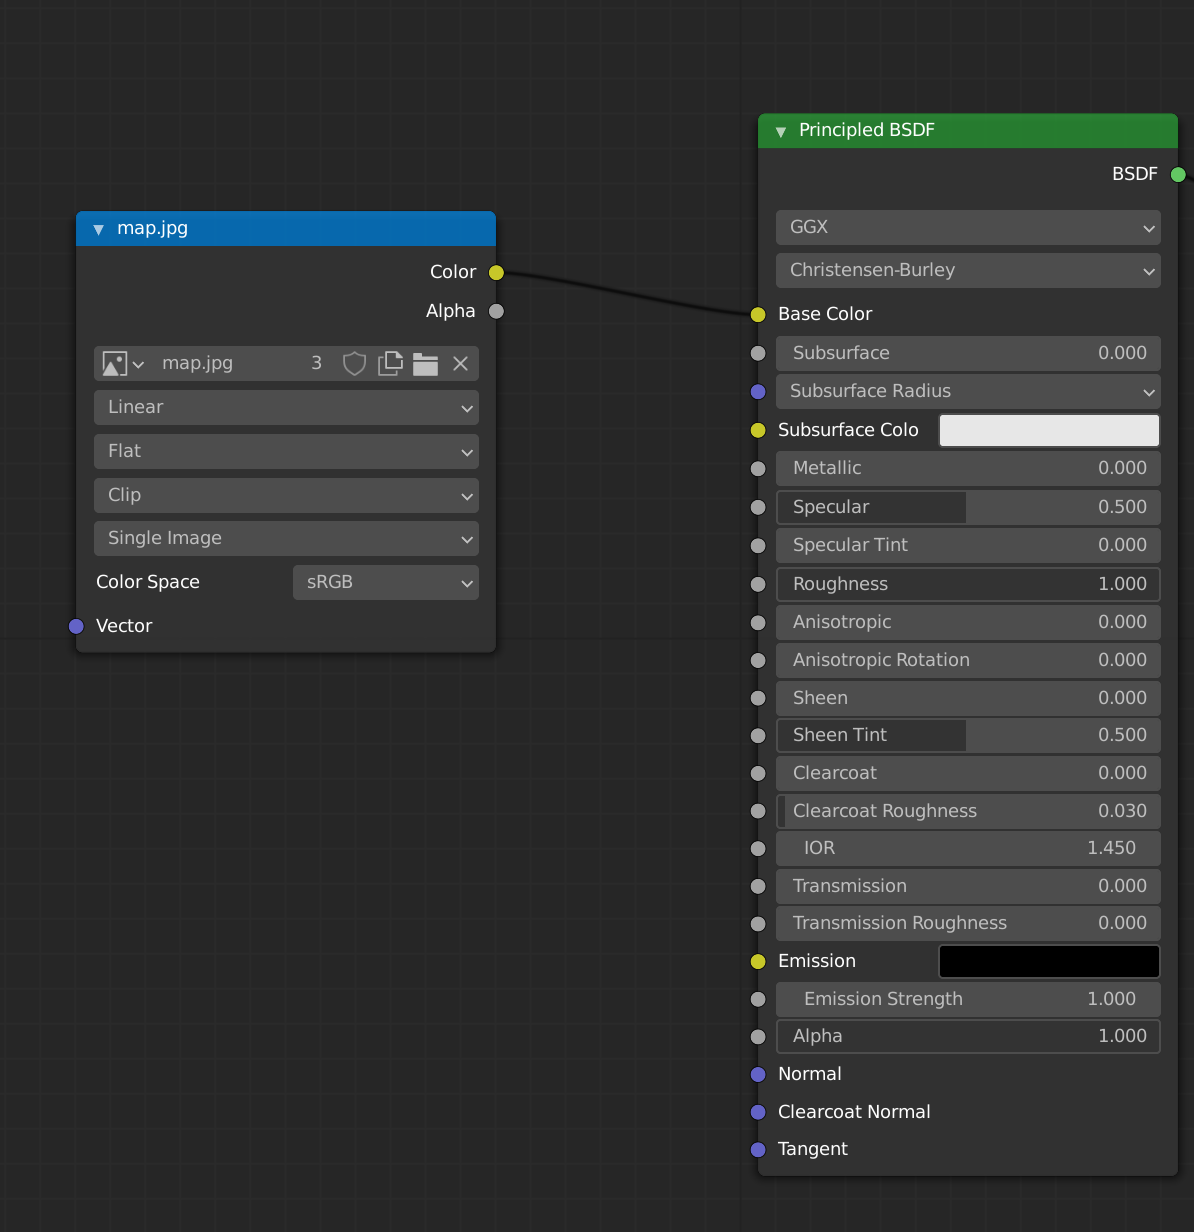 map.jpg
Color
Alpha
map.jpg 3
Linear
Flat
Clip
Single Image
Color Space sRGB
Vector
Principled BSDF
BSDF
GGX
Christensen-Burley
Base Color
Subsurface 0.000
Subsurface Radius
Subsurface Colo
Metallic 0.000
Specular 0.500
Specular Tint 0.000
Roughness 1.000
Anisotropic 0.000
Anisotropic Rotation 0.000
Sheen 0.000
Sheen Tint 0.500
Clearcoat 0.000
Clearcoat Roughness 0.030
IOR 1.450
Transmission 0.000
Transmission Roughness 0.000
Emission
Emission Strength 1.000
Alpha 1.000
Normal
Clearcoat Normal
Tangent